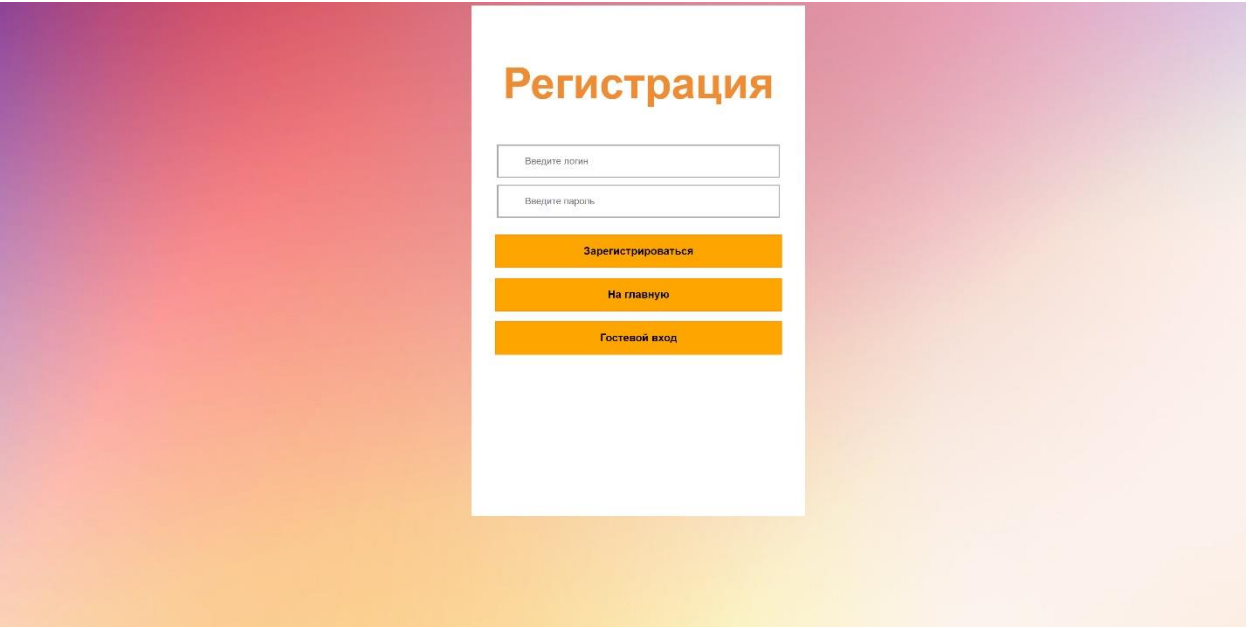 Регистрация
Введите логин
Введите пароль
Зарегистрироваться
На главную
Гостевой вход